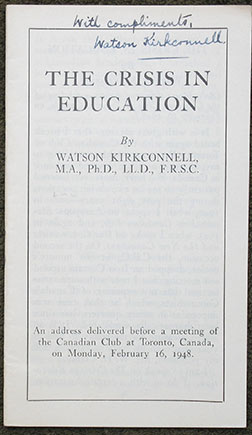 With compliments,
Watson Kirkconnell.
THE CRISIS IN
EDUCATION
By
WATSON KIRKCONNELL,
M.A., Ph.D., LL.D., F.R.S.C.
An address delivered before a meeting of
the Canadian Club at Toronto, Canada,
on Monday, February 16, 1948.